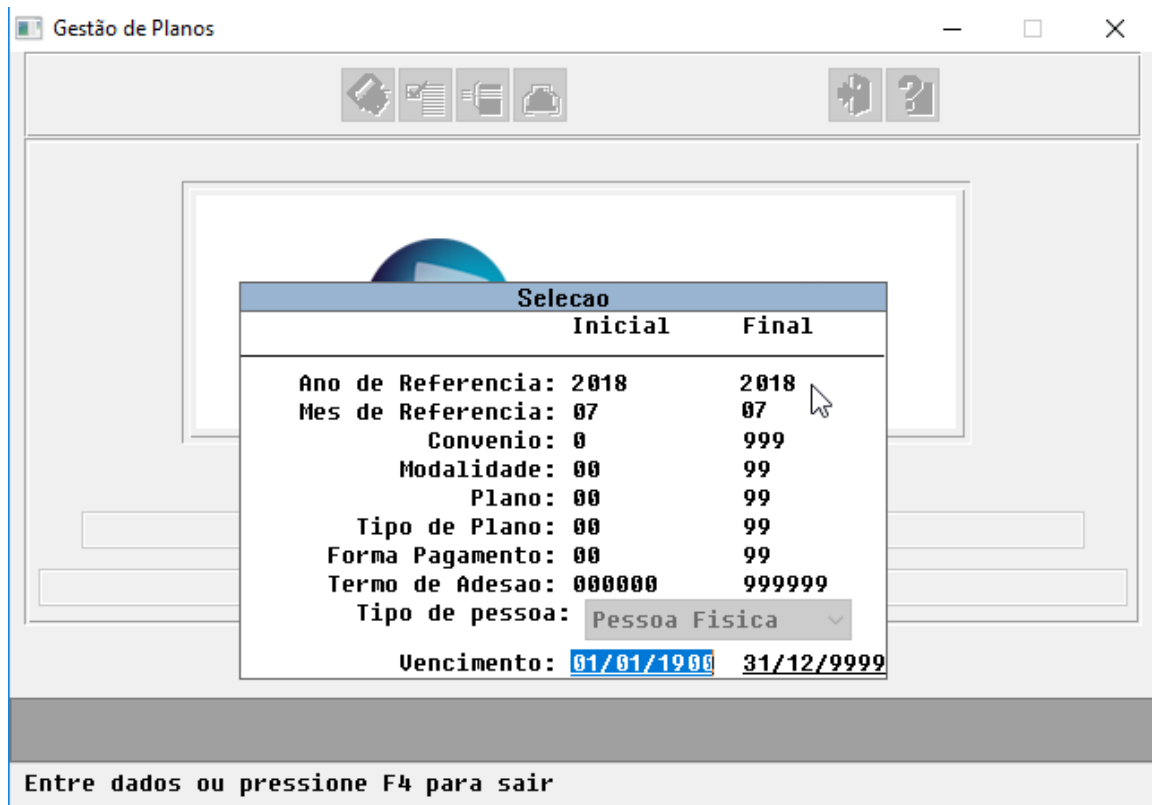 Gestão de Planos
Selecao
Inicial Final
Ano de Referencia: 2018 2018
Mes de Referencia: 07 07
Convenio: 0 999
Modalidade: 00 99
Plano: 00 99
Tipo de Plano: 00 99
Forma Pagamento: 00 99
Termo de Adesao: 000000 999999
Tipo de pessoa: Pessoa Fisica
Vencimento: 01/01/1900 31/12/9999
Entre dados ou pressione F4 para sair